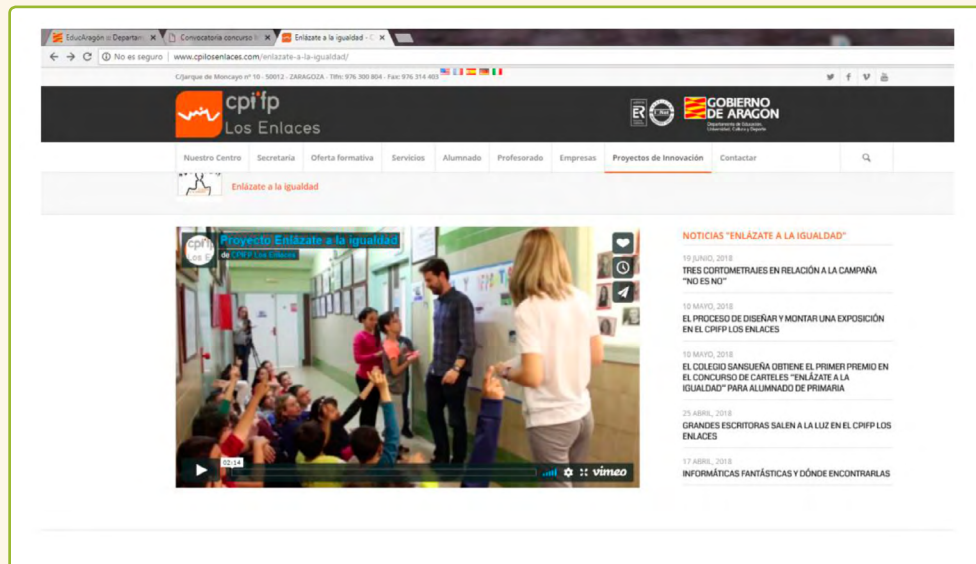 EducAragón :: Departam
Convocatoria concurso
Enlázate a la igualdad - C
No es seguro | www.cpilosenlaces.com/enlazate-a-la-igualdad/
C/Jarque de Moncayo nº 10 - 50012 - ZARAGOZA - Tlfn: 976 300 804 - Fax: 976 314 403
cpifp
Los Enlaces
GOBIERNO
DE ARAGON
Departamento de Educación,
Universidad, Cultura y Deporte
Nuestro Centro Secretaria Oferta formativa Servicios Alumnado Profesorado Empresas Proyectos de Innovación Contactar
Enlázate a la igualdad
Proyecto Enlázate a la igualdad
de CPIFP Los Enlaces
02:14
vimeo
NOTICIAS "ENLÁZATE A LA IGUALDAD"
19 JUNIO, 2018
TRES CORTOMETRAJES EN RELACIÓN A LA CAMPAÑA
"NO ES NO"
10 MAYO, 2018
EL PROCESO DE DISEÑAR Y MONTAR UNA EXPOSICIÓN
EN EL CPIFP LOS ENLACES
10 MAYO, 2018
EL COLEGIO SANSUEÑA OBTIENE EL PRIMER PREMIO EN
EL CONCURSO DE CARTELES "ENLÁZATE A LA
IGUALDAD" PARA ALUMNADO DE PRIMARIA
25 ABRIL, 2018
GRANDES ESCRITORAS SALEN A LA LUZ EN EL CPIFP LOS
ENLACES
17 ABRIL, 2018
INFORMÁTICAS FANTÁSTICAS Y DÓNDE ENCONTRARLAS